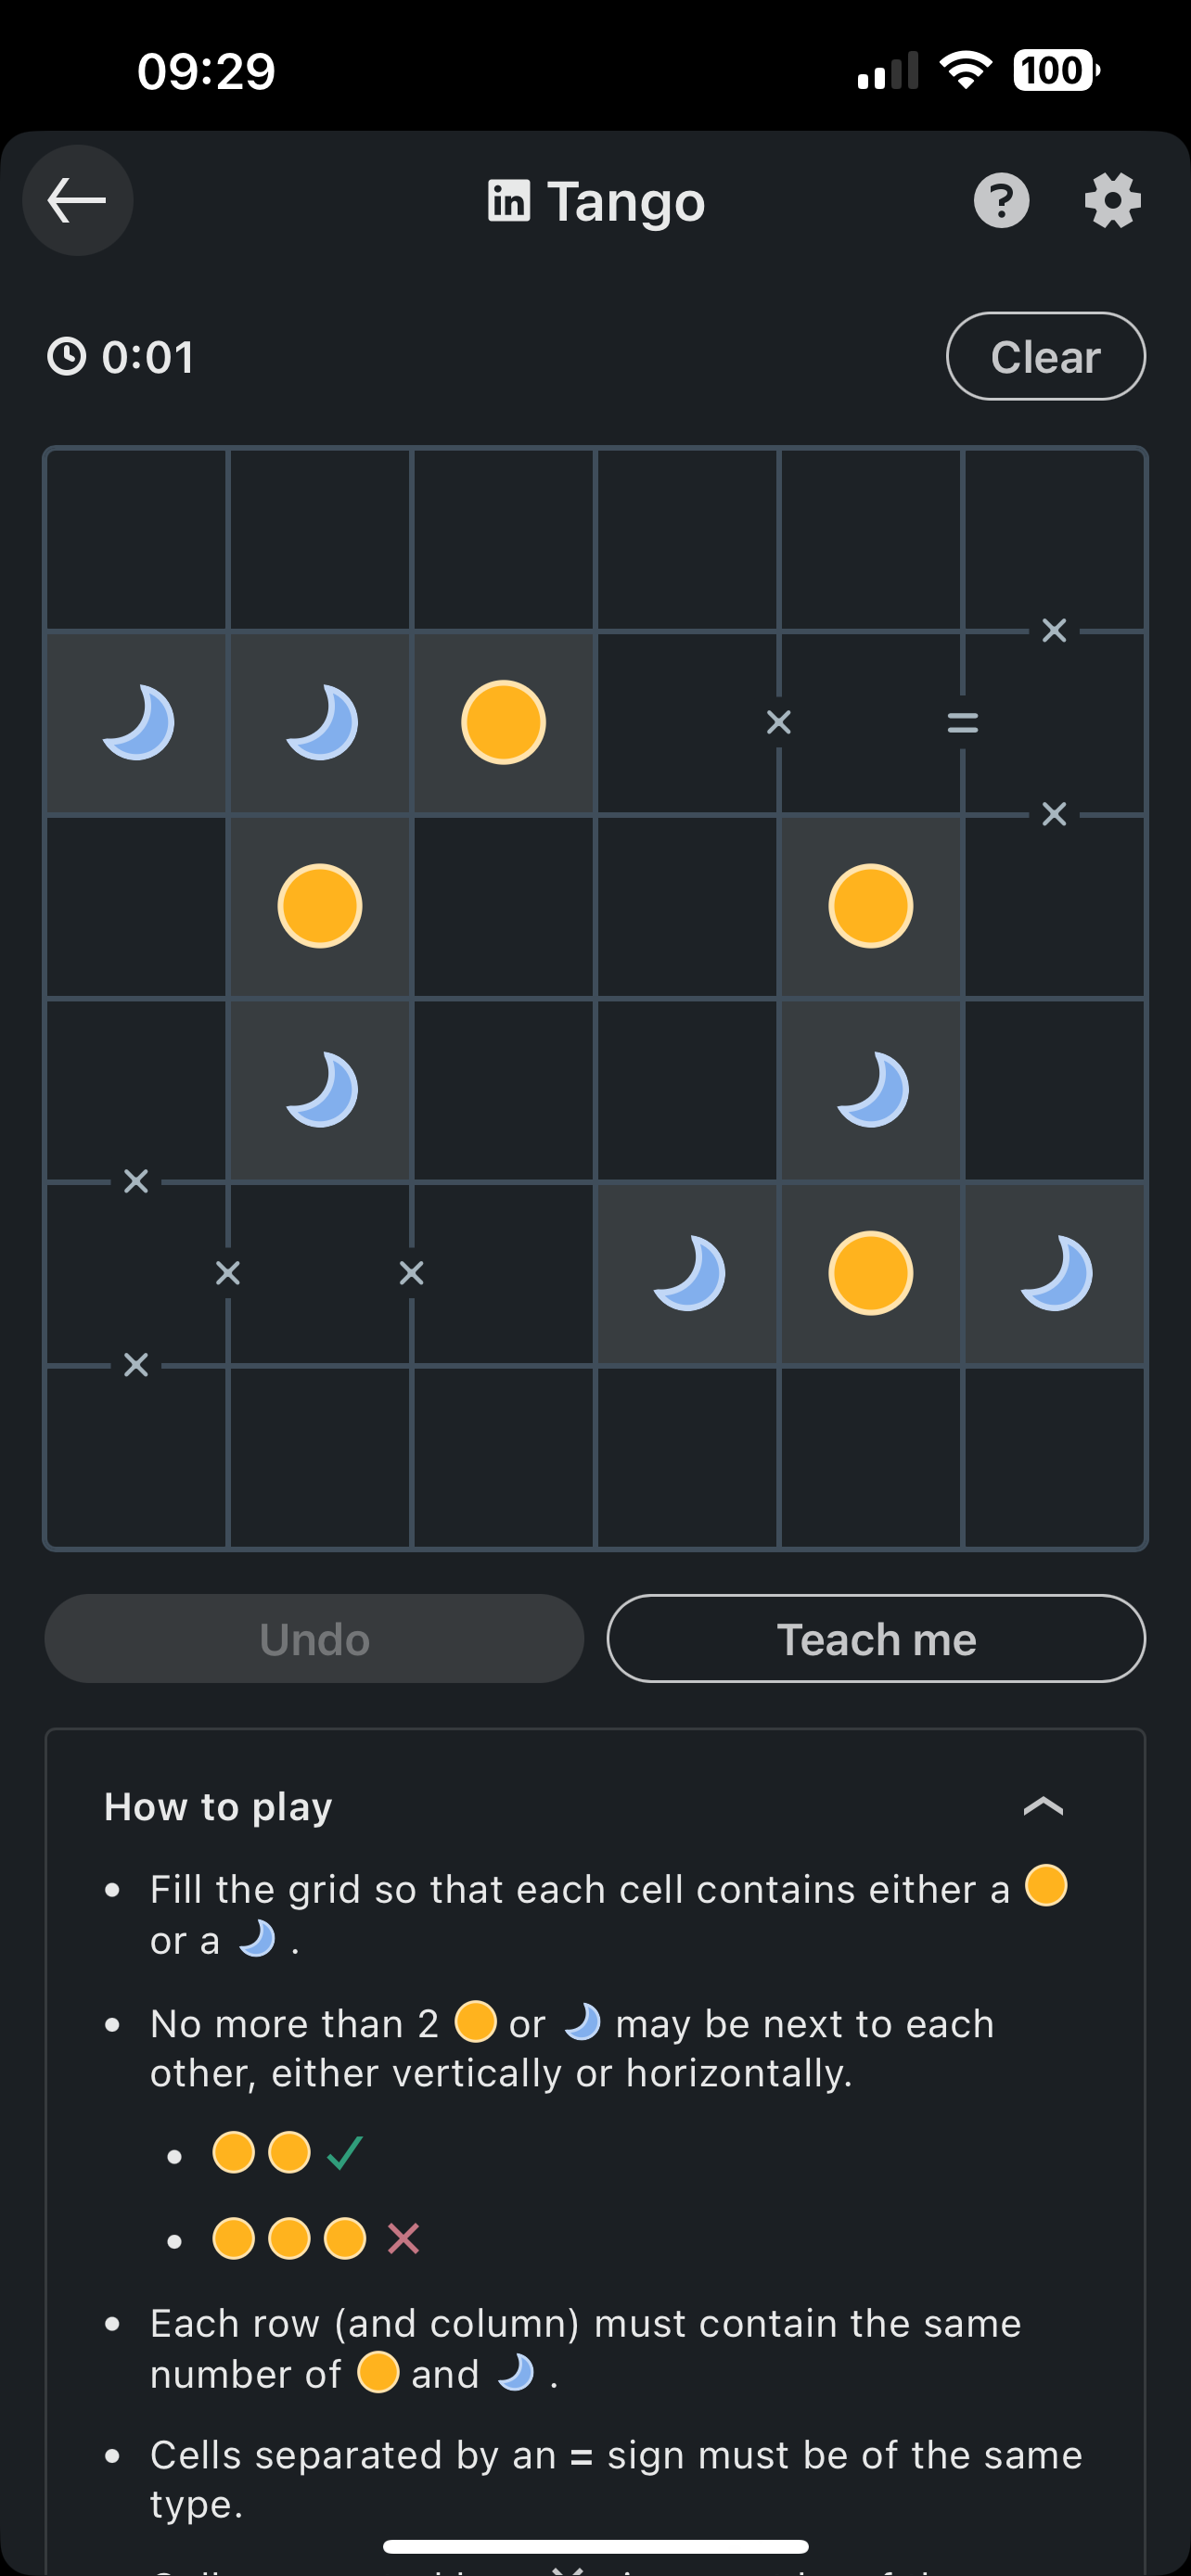 09:29
100
in Tango
?
0:01
Clear
×
× =
×
×
× ×
×
Undo
Teach me
How to play
Fill the grid so that each cell contains either a
or a .
No more than 2 or may be next to each
other, either vertically or horizontally.
Each row (and column) must contain the same
number of and .
Cells separated by an = sign must be of the same
type.